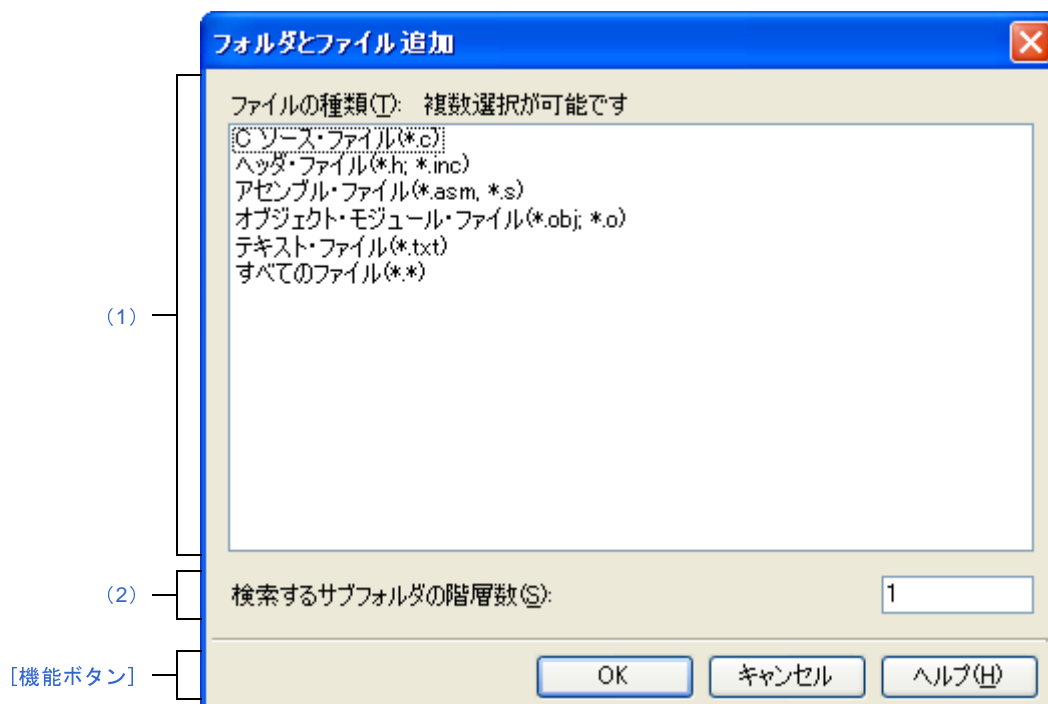 フォルダとファイル追加
ファイルの種類(T): 複数選択が可能です
C ソース・ファイル(*.c)
ヘッダ・ファイル(*.h; *.inc)
アセンブル・ファイル(*.asm, *.s)
オブジェクト・モジュール・ファイル(*.obj; *.o)
テキスト・ファイル(*.txt)
すべてのファイル(*.*)
(1)
(2) 検索するサブフォルダの階層数(S): 1
[機能ボタン] OK キャンセル ヘルプ(H)